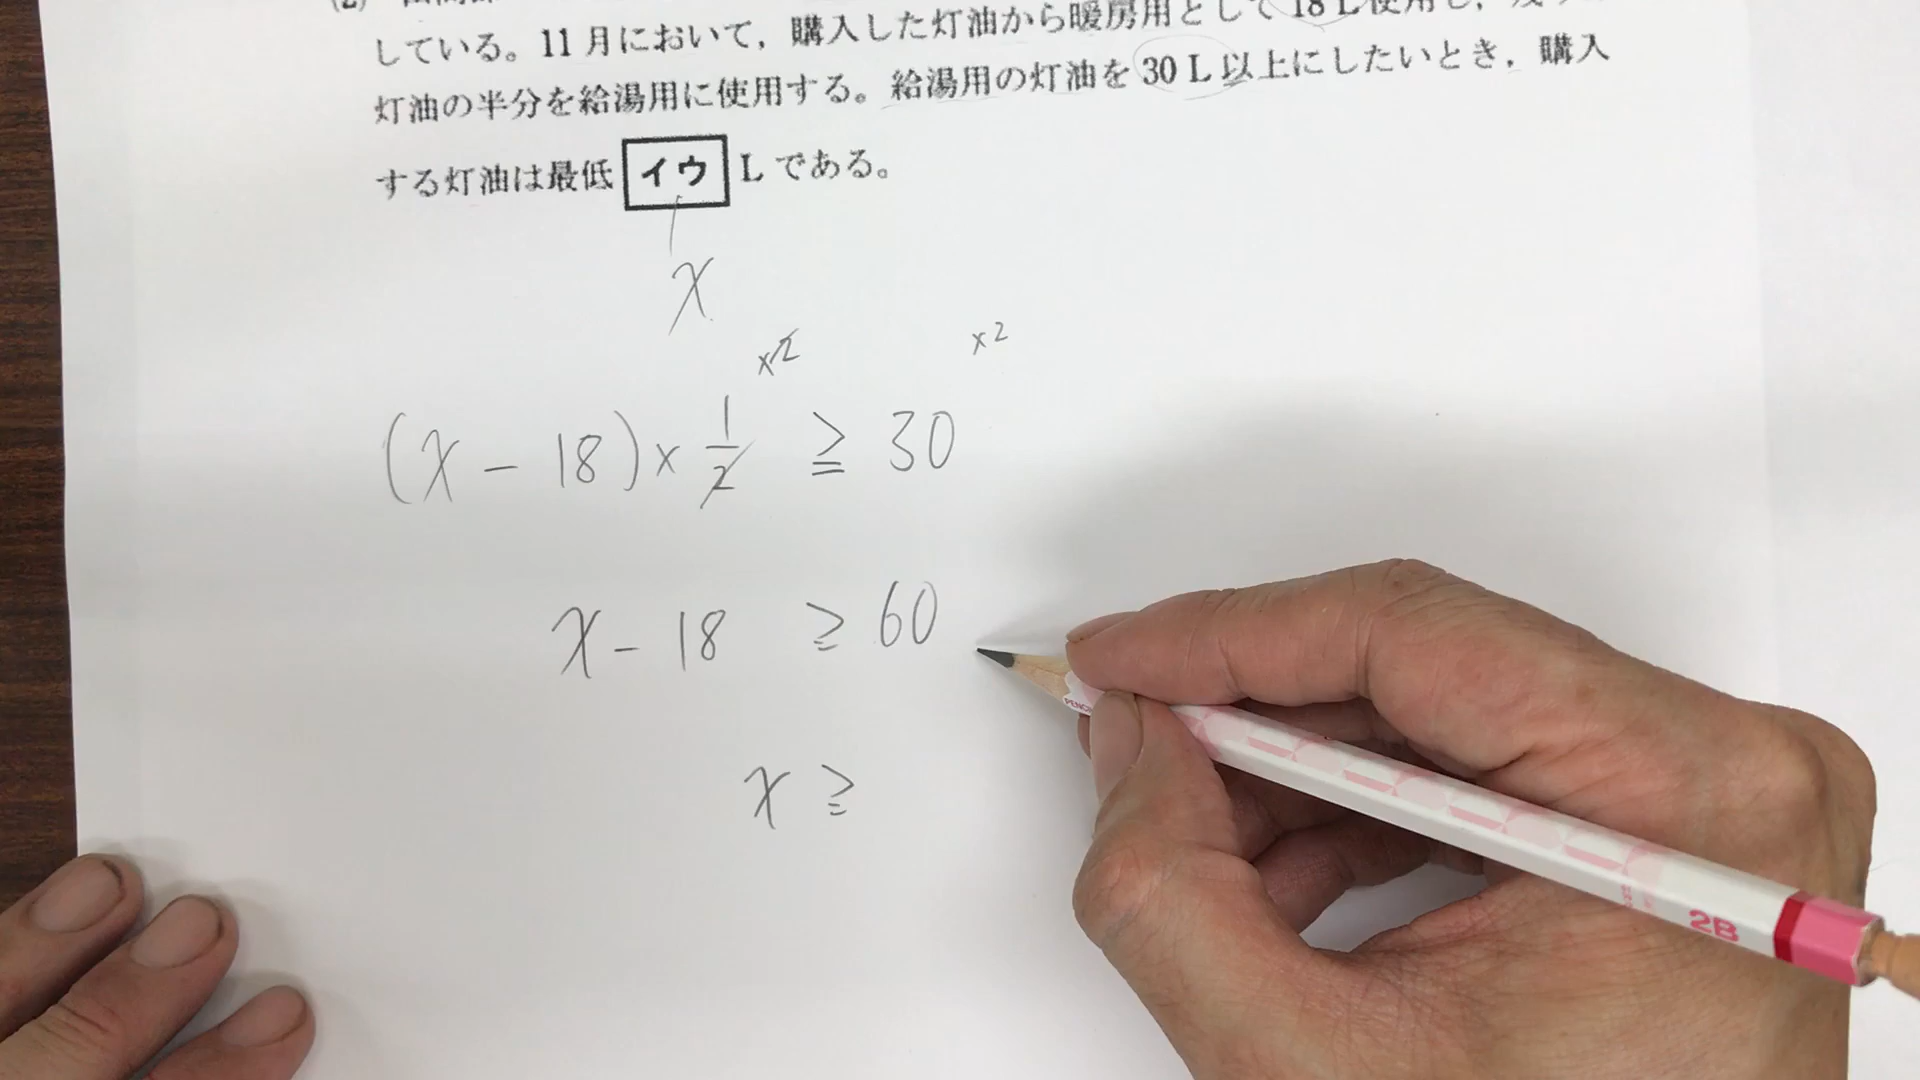 (2)
している。11月において，購入した灯油から暖房用として18L使用し，残り
灯油の半分を給湯用に使用する。給湯用の灯油を30L以上にしたいとき，購入
する灯油は最低 イウ Lである。
x
×2 ×2
(x - 18) × 1/2 ≧ 30
x - 18 ≧ 60
x ≧
PENCIL
2B